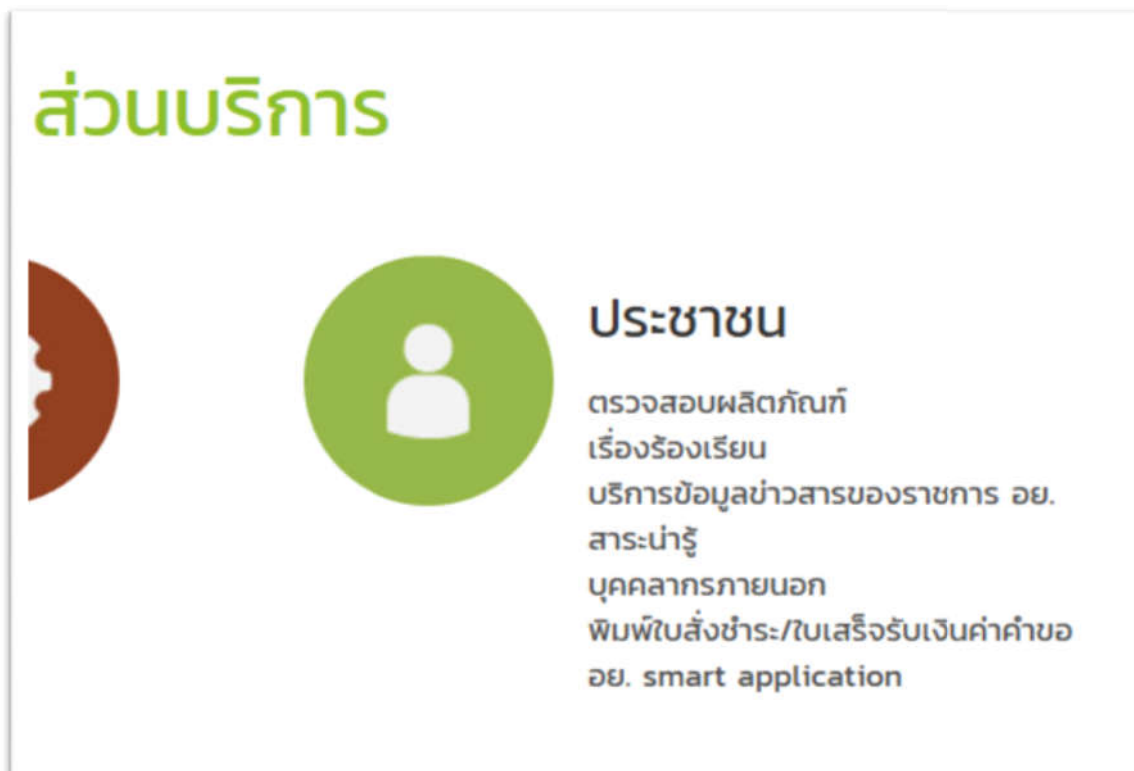 ส่วนบริการ
ประชาชน
ตรวจสอบผลิตภัณฑ์
เรื่องร้องเรียน
บริการข้อมูลข่าวสารของราชการ อย.
สาระน่ารู้
บุคคลากรภายนอก
พิมพ์ใบสั่งชำระ/ใบเสร็จรับเงินค่าคำขอ
อย. smart application